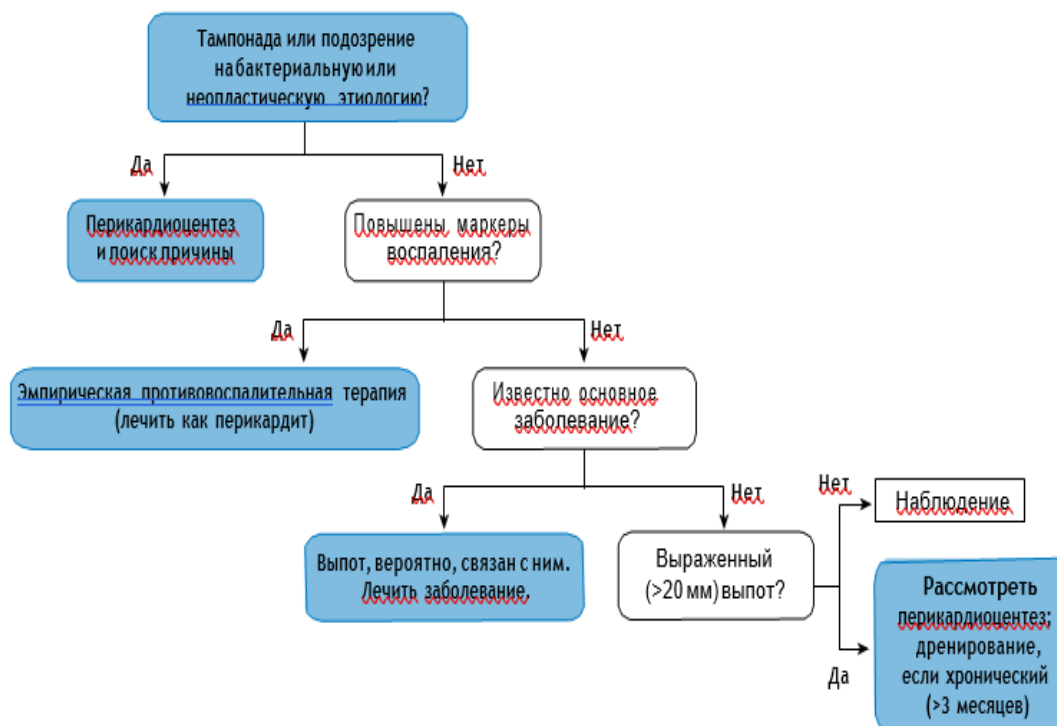 Тампонада или подозрение
на бактериальную или
неопластическую этиологию?
Да
Нет
Перикардиоцентез
и поиск причины
Повышены маркеры
воспаления?
Да
Нет
Эмпирическая противовоспалительная терапия
(лечить как перикардит)
Известно основное
заболевание?
Да
Нет
Нет
Наблюдение
Выпот, вероятно, связан с ним.
Лечить заболевание.
Выраженный
(>20 мм) выпот?
Рассмотреть
перикардиоцентез;
дренирование,
если хронический
(>3 месяцев)
Да